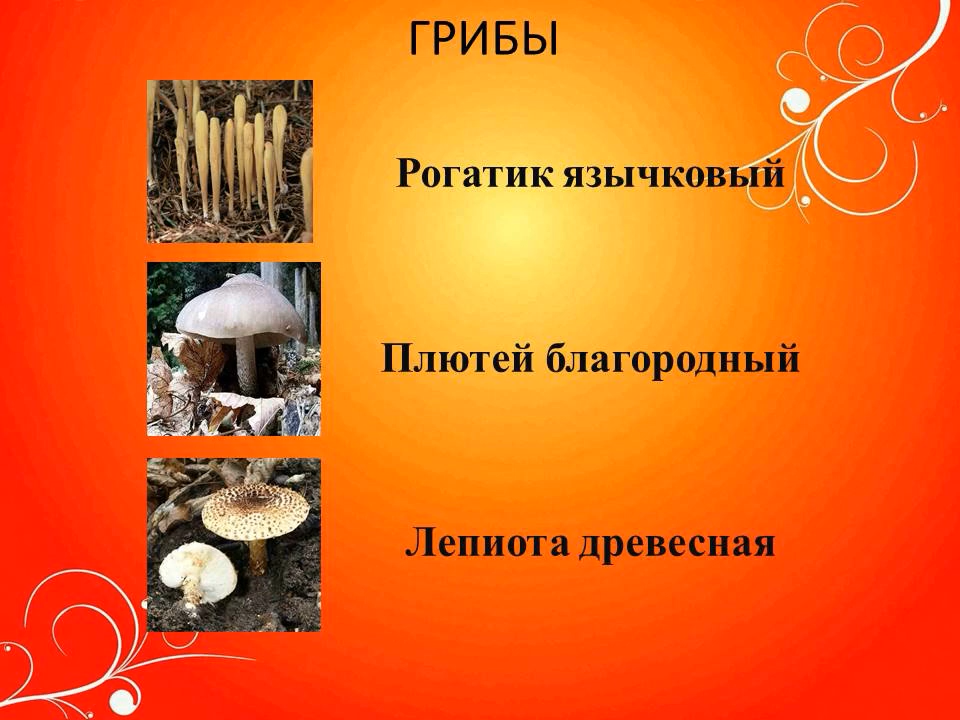 ГРИБЫ
Рогатик язычковый
Плютей благородный
Лепиота древесная